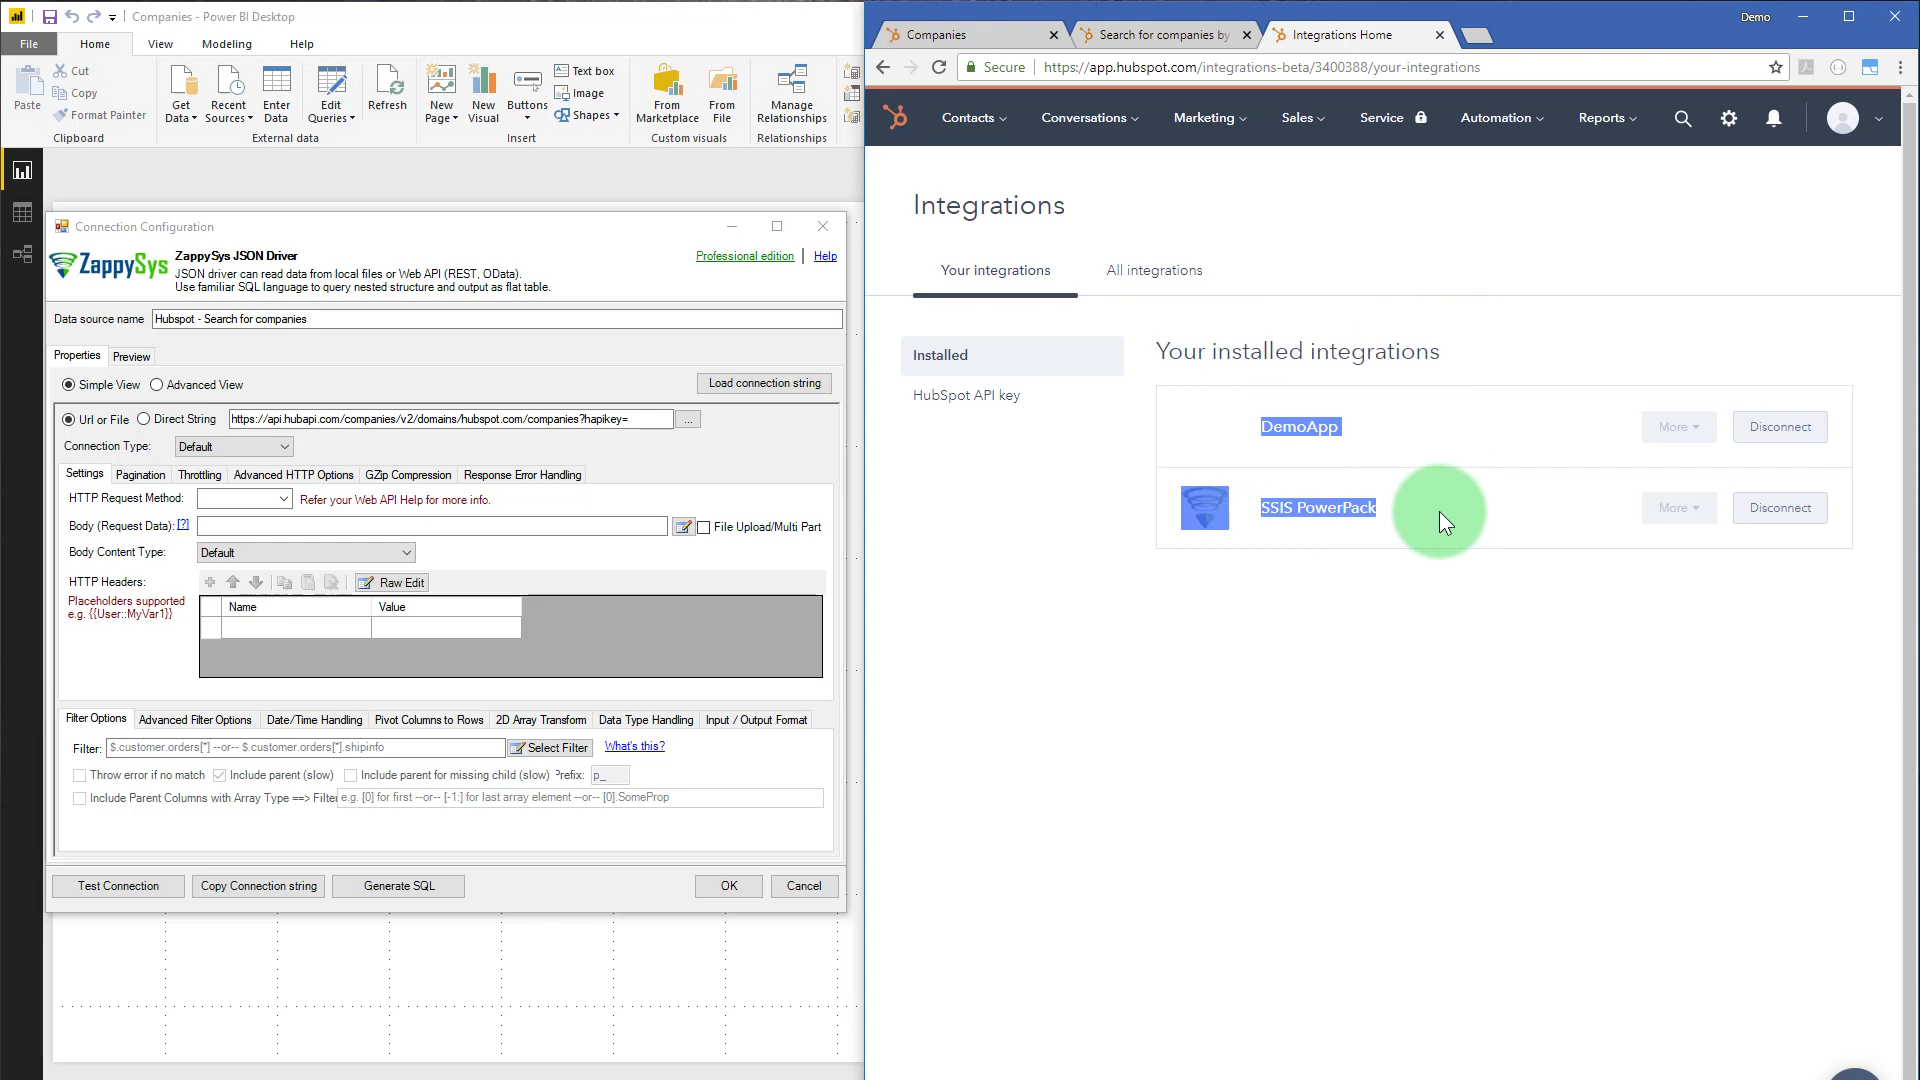 Companies - Power BI Desktop
File
Home
View
Modeling
Help
Paste
Cut
Copy
Format Painter
Clipboard
Get
Data
Recent
Sources
Enter
Data
Edit
Queries
Refresh
External data
New
Page
New
Visual
Buttons
Text box
Image
Shapes
Insert
From
Marketplace
From
File
Custom visuals
Manage
Relationships
Relationships
Connection Configuration
ZappySys
ZappySys JSON Driver
JSON driver can read data from local files or Web API (REST, OData).
Use familiar SQL language to query nested structure and output as flat table.
Professional edition
Help
Data source name
Hubspot - Search for companies
Properties
Preview
Simple View
Advanced View
Load connection string
Url or File
Direct String
https://api.hubapi.com/companies/v2/domains/hubspot.com/companies?hapikey=
...
Connection Type:
Default
Settings
Pagination
Throttling
Advanced HTTP Options
GZip Compression
Response Error Handling
HTTP Request Method:
Refer your Web API Help for more info.
Body (Request Data):
[?]
File Upload/Multi Part
Body Content Type:
Default
HTTP Headers:
Raw Edit
Placeholders supported
e.g. {{User::MyVar1}}
Name
Value
Filter Options
Advanced Filter Options
Date/Time Handling
Pivot Columns to Rows
2D Array Transform
Data Type Handling
Input / Output Format
Filter:
$.customer.orders[*] --or-- $.customer.orders[*].shipinfo
Select Filter
What's this?
Throw error if no match
Include parent (slow)
Include parent for missing child (slow)
Prefix:
p_
Include Parent Columns with Array Type ==> Filter
e.g. [0] for first --or-- [-1:] for last array element --or-- [0].SomeProp
Test Connection
Copy Connection string
Generate SQL
OK
Cancel
Demo
Companies
Search for companies by
Integrations Home
Secure
https://app.hubspot.com/integrations-beta/3400388/your-integrations
Contacts
Conversations
Marketing
Sales
Service
Automation
Reports
Integrations
Your integrations
All integrations
Installed
HubSpot API key
Your installed integrations
DemoApp
More
Disconnect
SSIS PowerPack
More
Disconnect